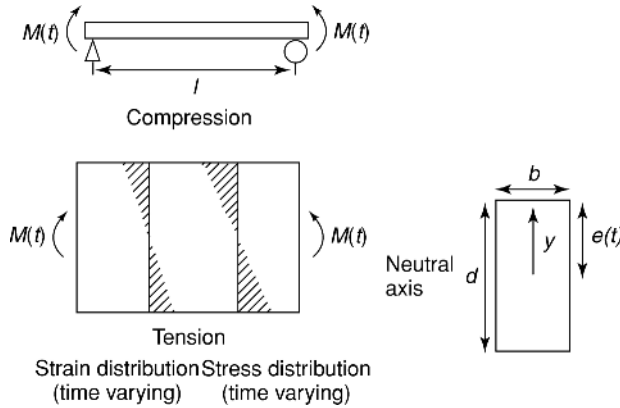 M(t)
M(t)
l
Compression
M(t)
M(t)
Tension
Strain distribution
(time varying)
Stress distribution
(time varying)
b
d
y
e(t)
Neutral
axis